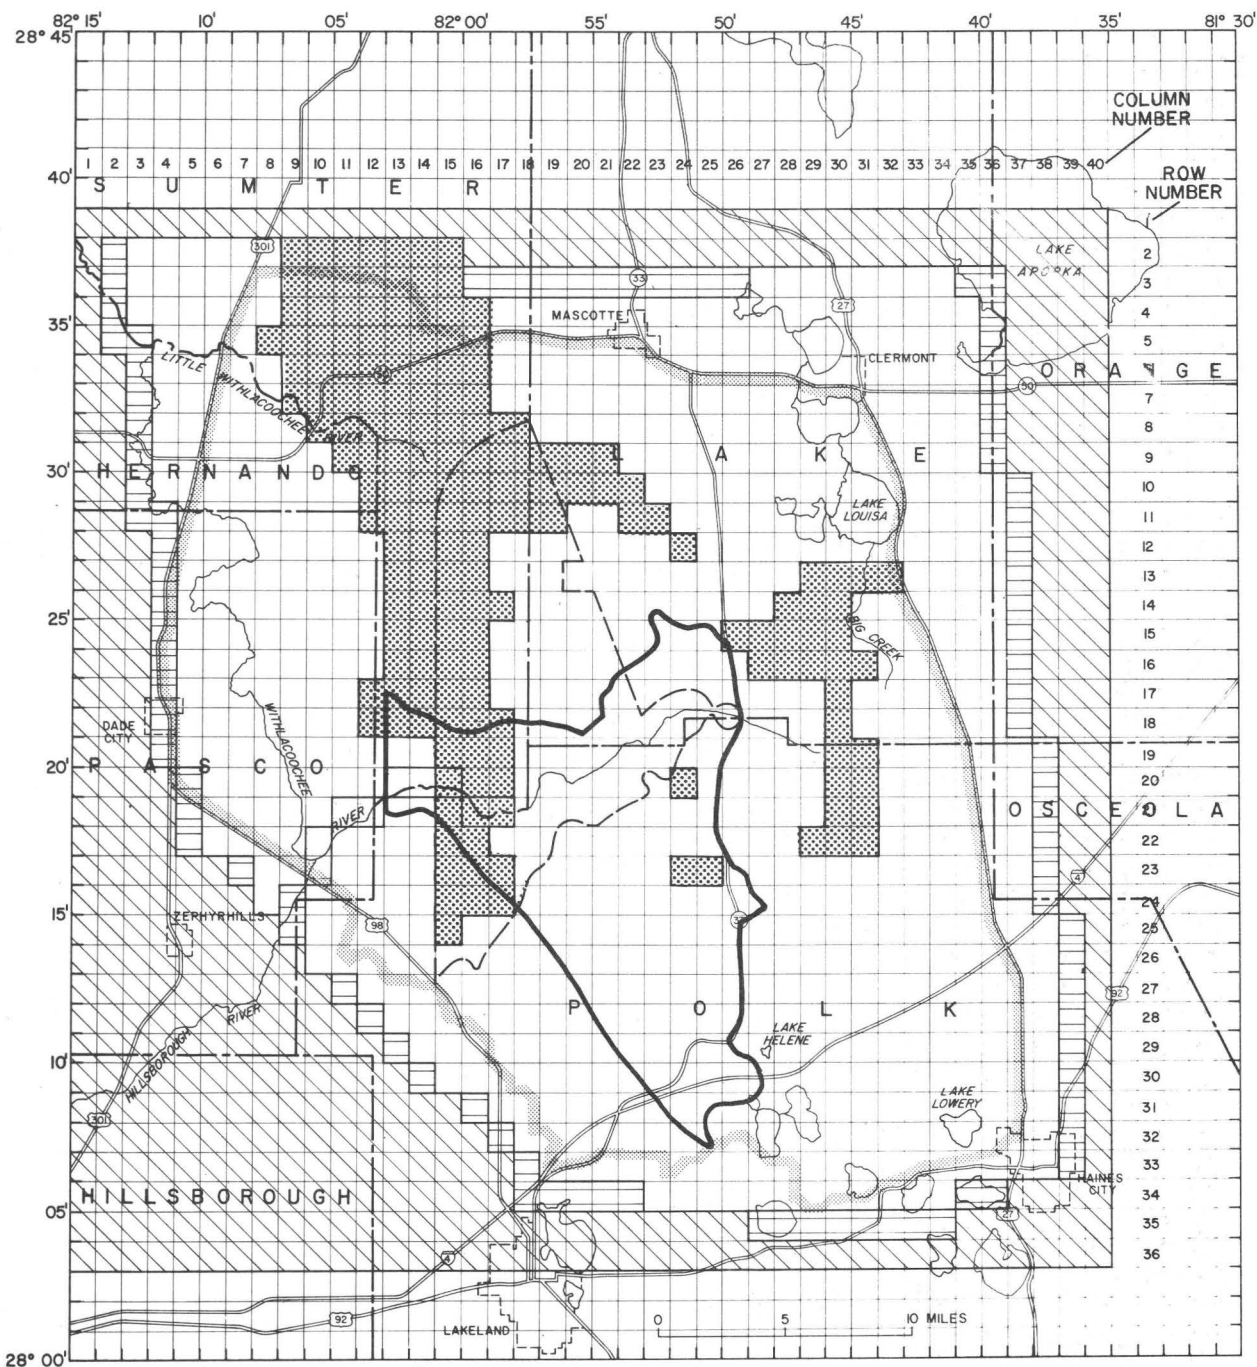 82° 15' 10' 05' 82° 00' 55' 50' 45' 40' 35' 81° 30'
28° 45'
COLUMN
NUMBER
1 2 3 4 5 6 7 8 9 10 11 12 13 14 15 16 17 18 19 20 21 22 23 24 25 26 27 28 29 30 31 32 33 34 35 36 37 38 39 40
40'
S U M T E R
ROW
NUMBER
301
LAKE
APOPKA
2
33
3
27
35'
MASCOTTE
4
5
CLERMONT
LITTLE WITHLACOOCHEE RIVER
O R A N G E
50
7
8
30'
H E R N A N D O
L A K E
9
10
LAKE
LOUISA
11
12
25'
13
14
BIG CREEK
15
16
17
DADE
CITY
WITHLACOOCHEE
18
20'
P A S C O
19
20
RIVER
O S C E O L A
22
23
4
15'
ZEPHYRHILLS
98
33
24
25
26
27
92
HILLSBOROUGH RIVER
P O L K
28
10'
LAKE
HELENE
29
30
301
LAKE
LOWERY
31
32
33
HAINES
CITY
05'
HILLSBOROUGH
34
27
35
4
36
92
LAKELAND
0 5 10 MILES
28° 00'